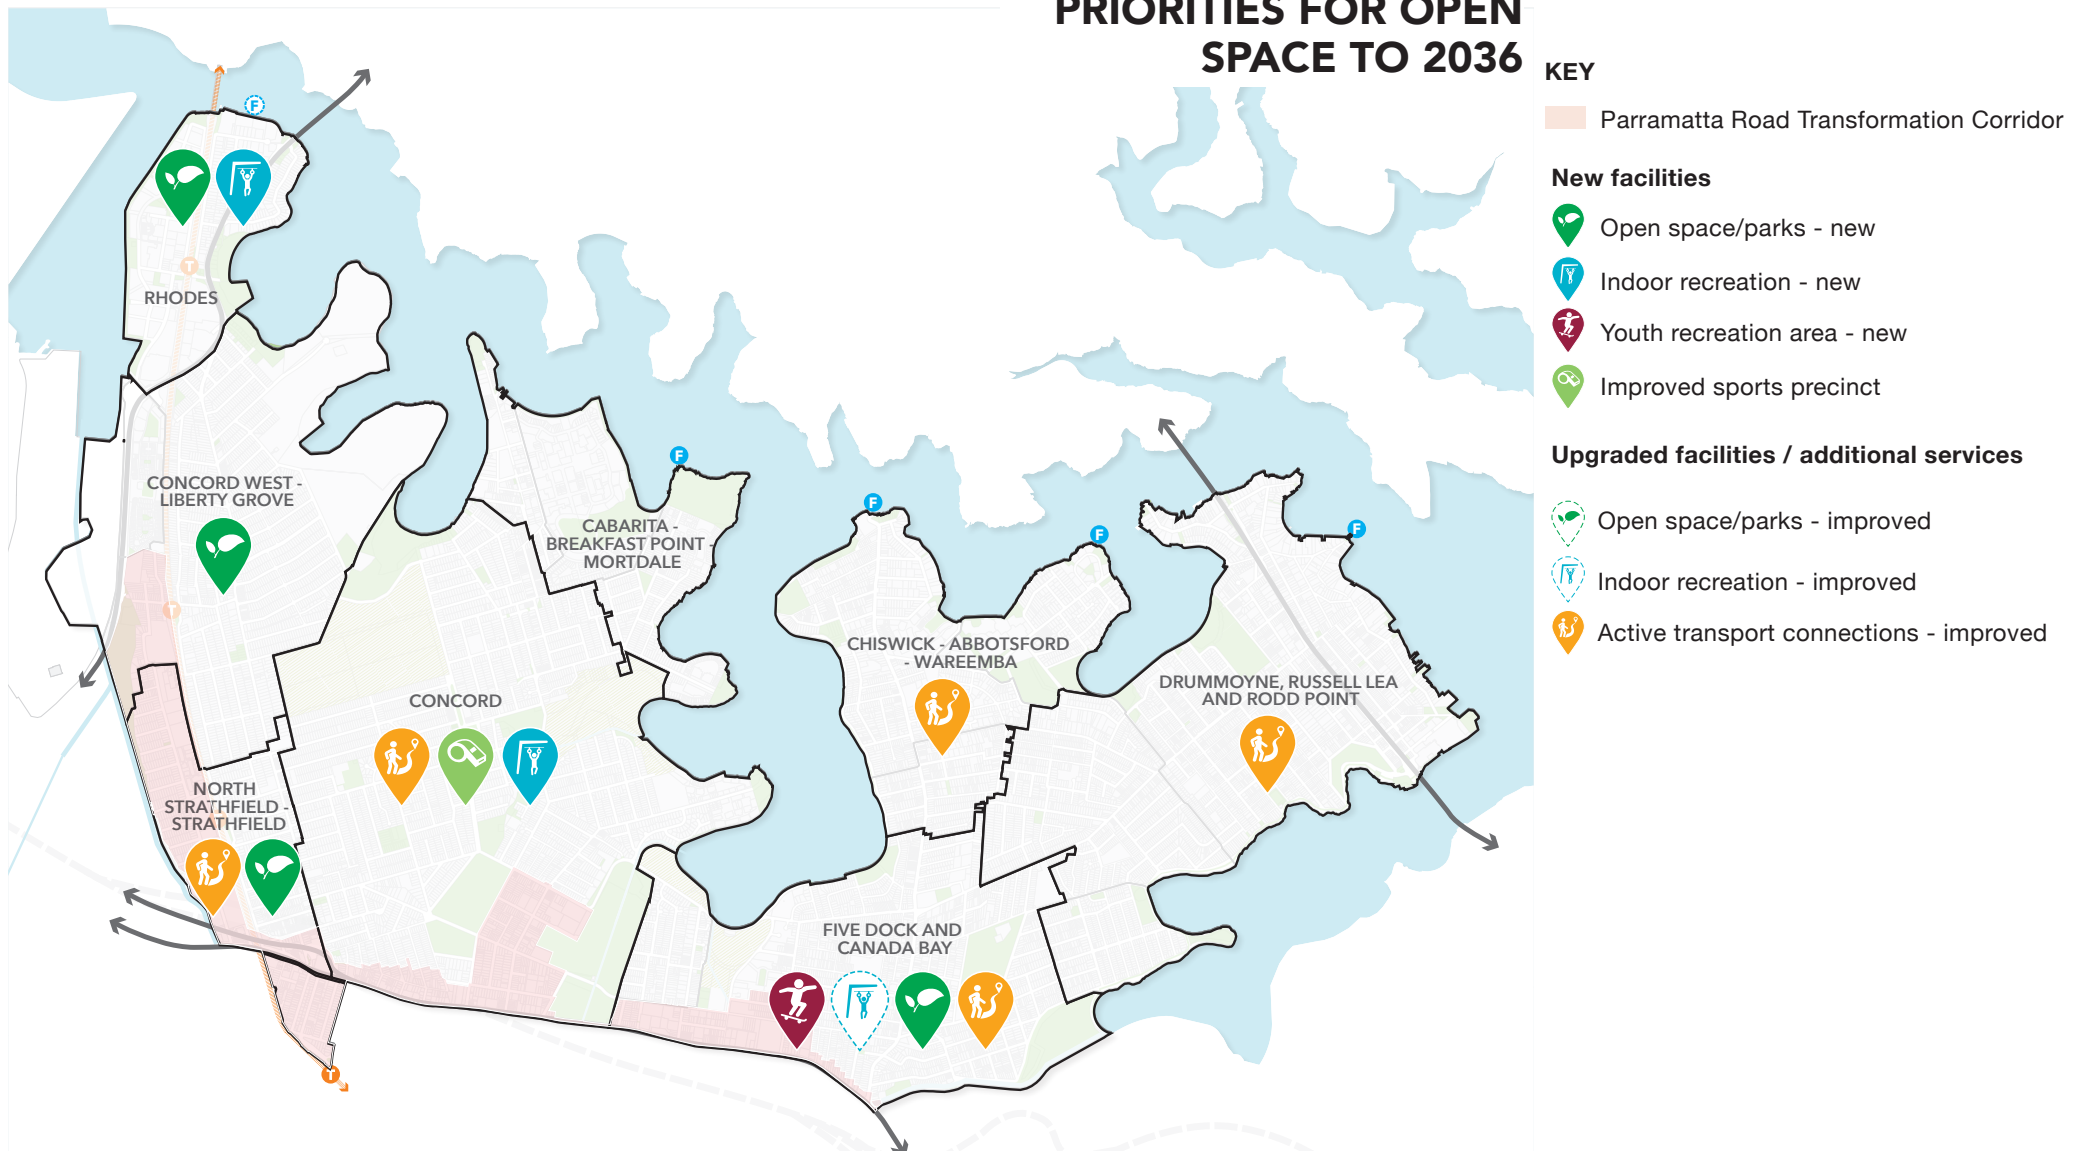 PRIORITIES FOR OPEN
SPACE TO 2036
KEY
Parramatta Road Transformation Corridor
New facilities
Open space/parks - new
Indoor recreation - new
Youth recreation area - new
Improved sports precinct
Upgraded facilities / additional services
Open space/parks - improved
Indoor recreation - improved
Active transport connections - improved
F
T
RHODES
F
CONCORD WEST -
LIBERTY GROVE
T
CABARITA -
BREAKFAST POINT -
MORTDALE
F
F
F
CHISWICK - ABBOTSFORD
- WAREEMBA
DRUMMOYNE, RUSSELL LEA
AND RODD POINT
CONCORD
NORTH
STRATHFIELD -
STRATHFIELD
FIVE DOCK AND
CANADA BAY
T